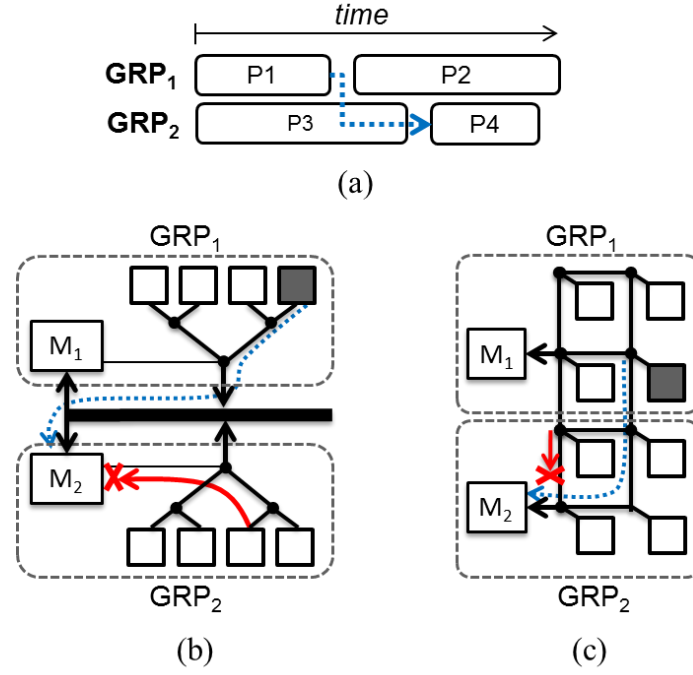 time
GRP1 P1 P2
GRP2 P3 P4
(a)
GRP1
M1
M2
GRP2
(b)
GRP1
M1
M2
GRP2
(c)